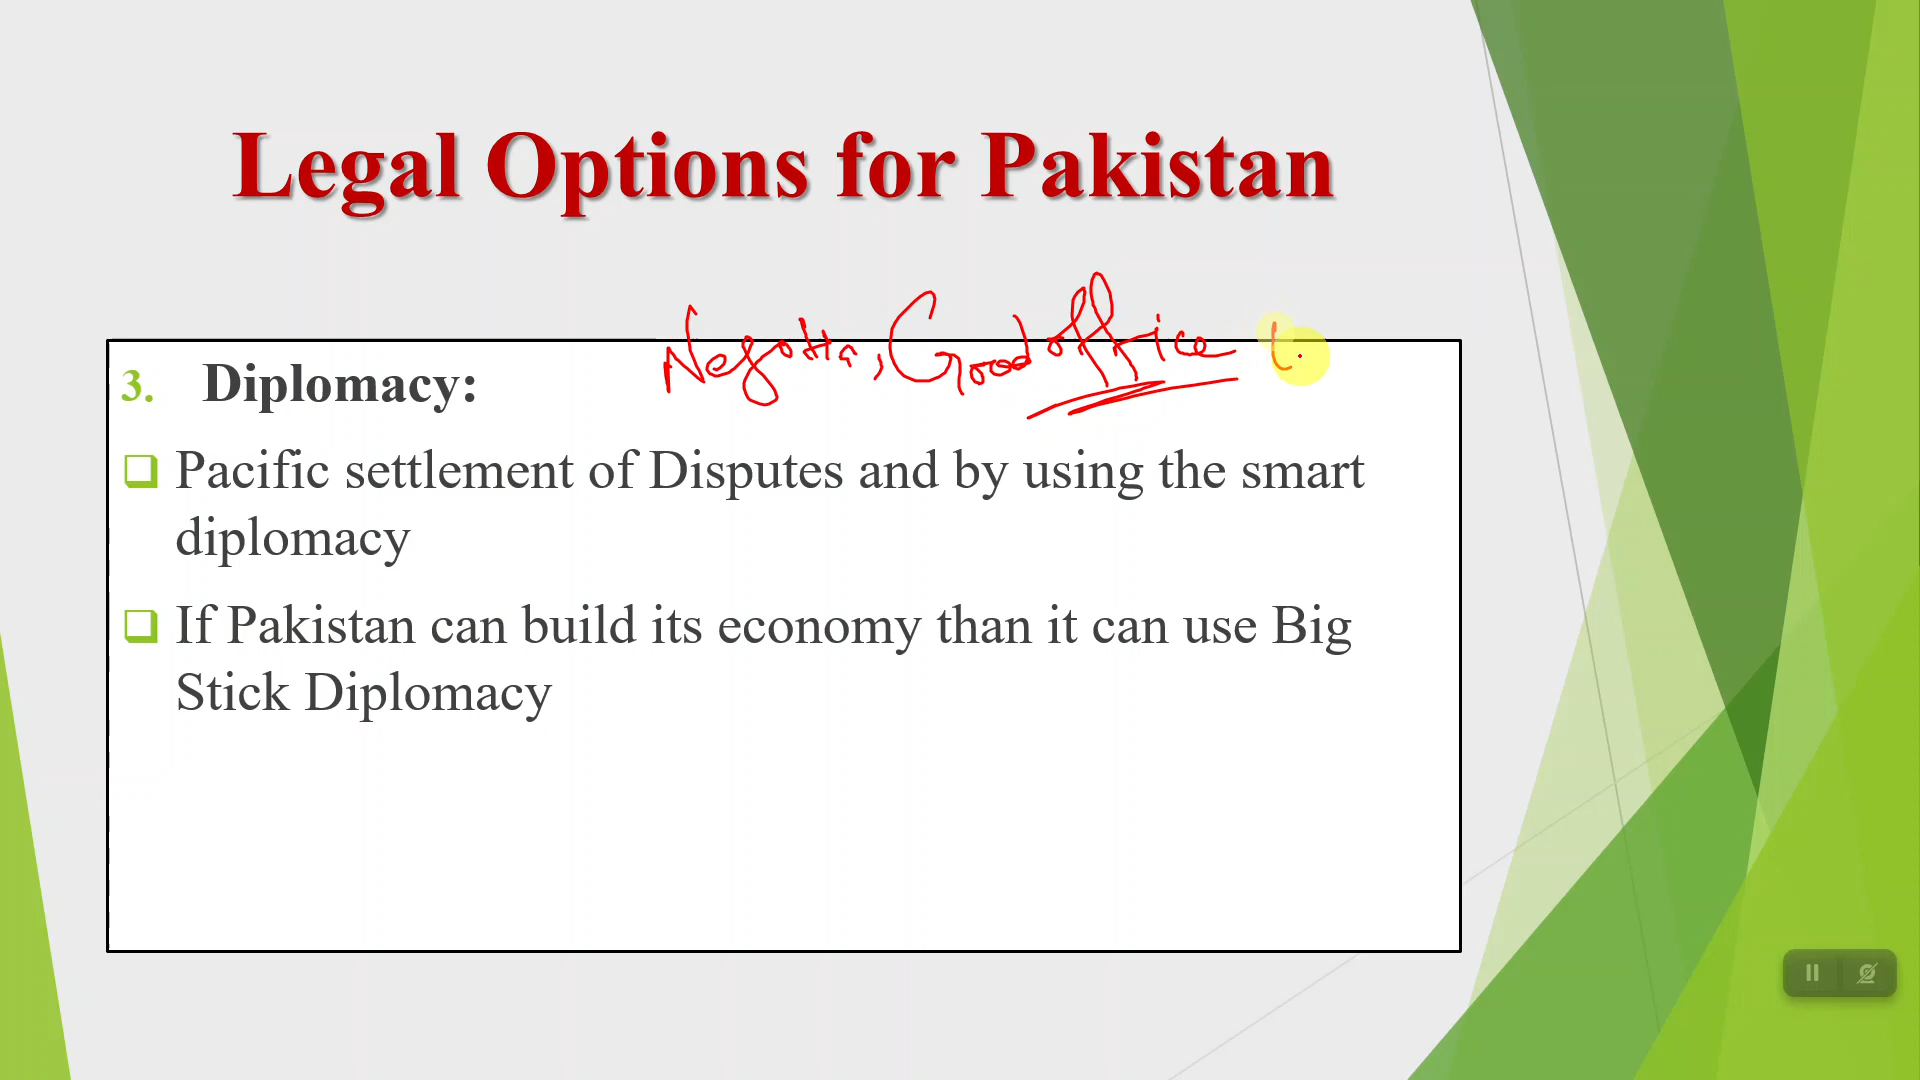 Legal Options for Pakistan
Negotia, Good office
3. Diplomacy:
Pacific settlement of Disputes and by using the smart
diplomacy
If Pakistan can build its economy than it can use Big
Stick Diplomacy